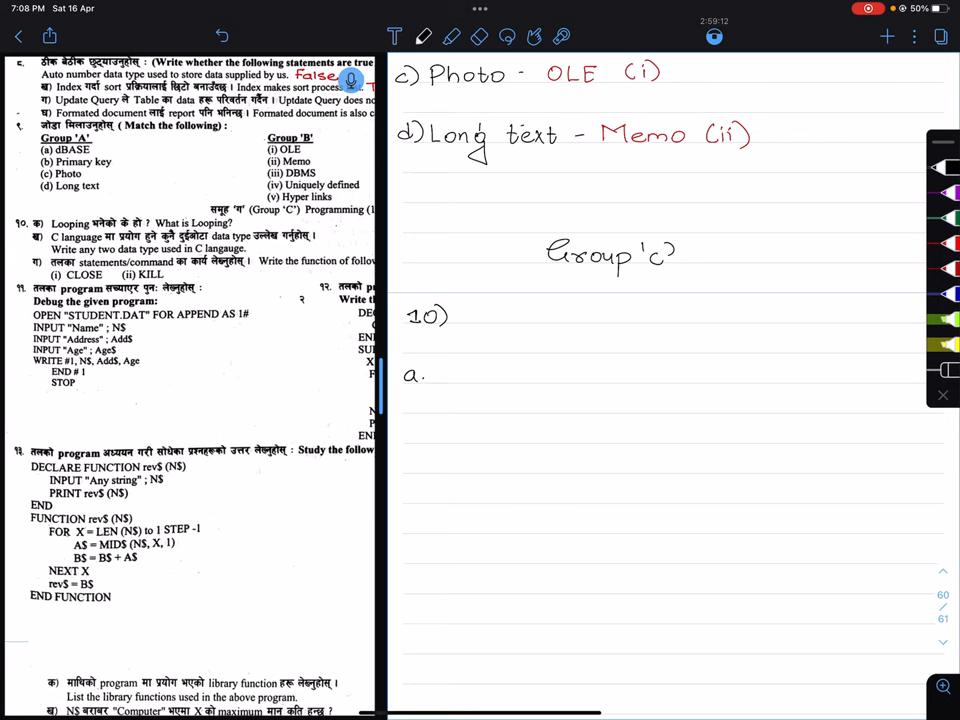 7:08 PM Sat 16 Apr
50%
2:59:12
८. ठीक बेठीक छुट्याउनुहोस् : (Write whether the following statements are true
Auto number data type used to store data supplied by us. False
ख) Index गर्दा sort प्रक्रियालाई छिटो बनाउँदछ । Index makes sort process
ग) Update Query ले Table का data हरू परिवर्तन गर्दैन । Uptdate Query does no
घ) Formated document लाई report पनि भनिन्छ । Formated document is also c
९. जोडा मिलाउनुहोस् ( Match the following) :
Group 'A' Group 'B'
(a) dBASE (i) OLE
(b) Primary key (ii) Memo
(c) Photo (iii) DBMS
(d) Long text (iv) Uniquely defined
(v) Hyper links
समूह 'ग' (Group 'C') Programming (1
१०. क) Looping भनेको के हो ? What is Looping?
ख) C language मा प्रयोग हुने कुनै दुईओटा data type उल्लेख गर्नुहोस् ।
Write any two data type used in C langauge.
ग) तलका statements/command का कार्य लेख्नुहोस् । Write the function of follov
(i) CLOSE (ii) KILL
११. तलका program सच्याएर पुनः लेख्नुहोस् : १२. तलको p
Debug the given program: २ Write th
OPEN "STUDENT.DAT" FOR APPEND AS 1# DEC
INPUT "Name" ; N$
INPUT "Address" ; Add$ EN
INPUT "Age" ; Age$ SUI
WRITE #1, N$, Add$, Age X
END # 1 F
STOP
N
P
ENI
१३. तलको program अध्ययन गरी सोधेका प्रश्नहरूको उत्तर लेख्नुहोस् : Study the follow
DECLARE FUNCTION rev$ (N$)
INPUT "Any string" ; N$
PRINT rev$ (N$)
END
FUNCTION rev$ (N$)
FOR X = LEN (N$) to 1 STEP -1
A$ = MID$ (N$, X, 1)
B$ = B$ + A$
NEXT X
rev$ = B$
END FUNCTION
क) माथिको program मा प्रयोग भएको library function हरू लेख्नुहोस् ।
List the library functions used in the above program.
ख) N$ बराबर "Computer" भएमा X को maximum मान कति हुन्छ ?
c) Photo - OLE (i)
d) Long text - Memo (ii)
Group 'c'
10)
a.
60
/
61